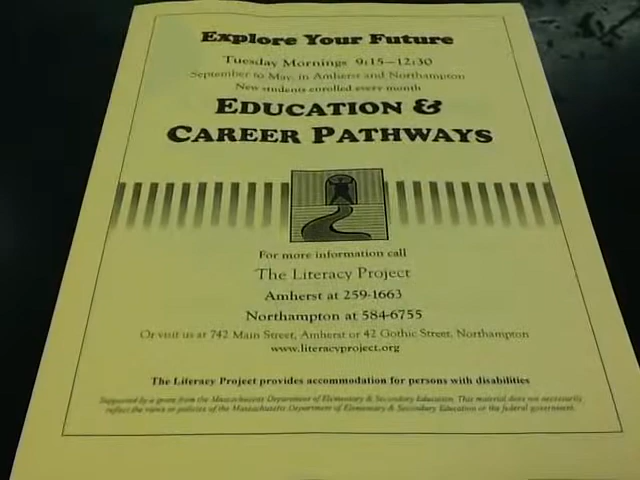 Explore Your Future
Tuesday Mornings 9:15–12:30
September to May, in Amherst and Northampton
New students enrolled every month
EDUCATION &
CAREER PATHWAYS
For more information call
The Literacy Project
Amherst at 259-1663
Northampton at 584-6755
Or visit us at 742 Main Street, Amherst or 42 Gothic Street, Northampton
www.literacyproject.org
The Literacy Project provides accommodation for persons with disabilities
Supported by a grant from the Massachusetts Department of Elementary & Secondary Education. This material does not necessarily
reflect the views or policies of the Massachusetts Department of Elementary & Secondary Education or the federal government.